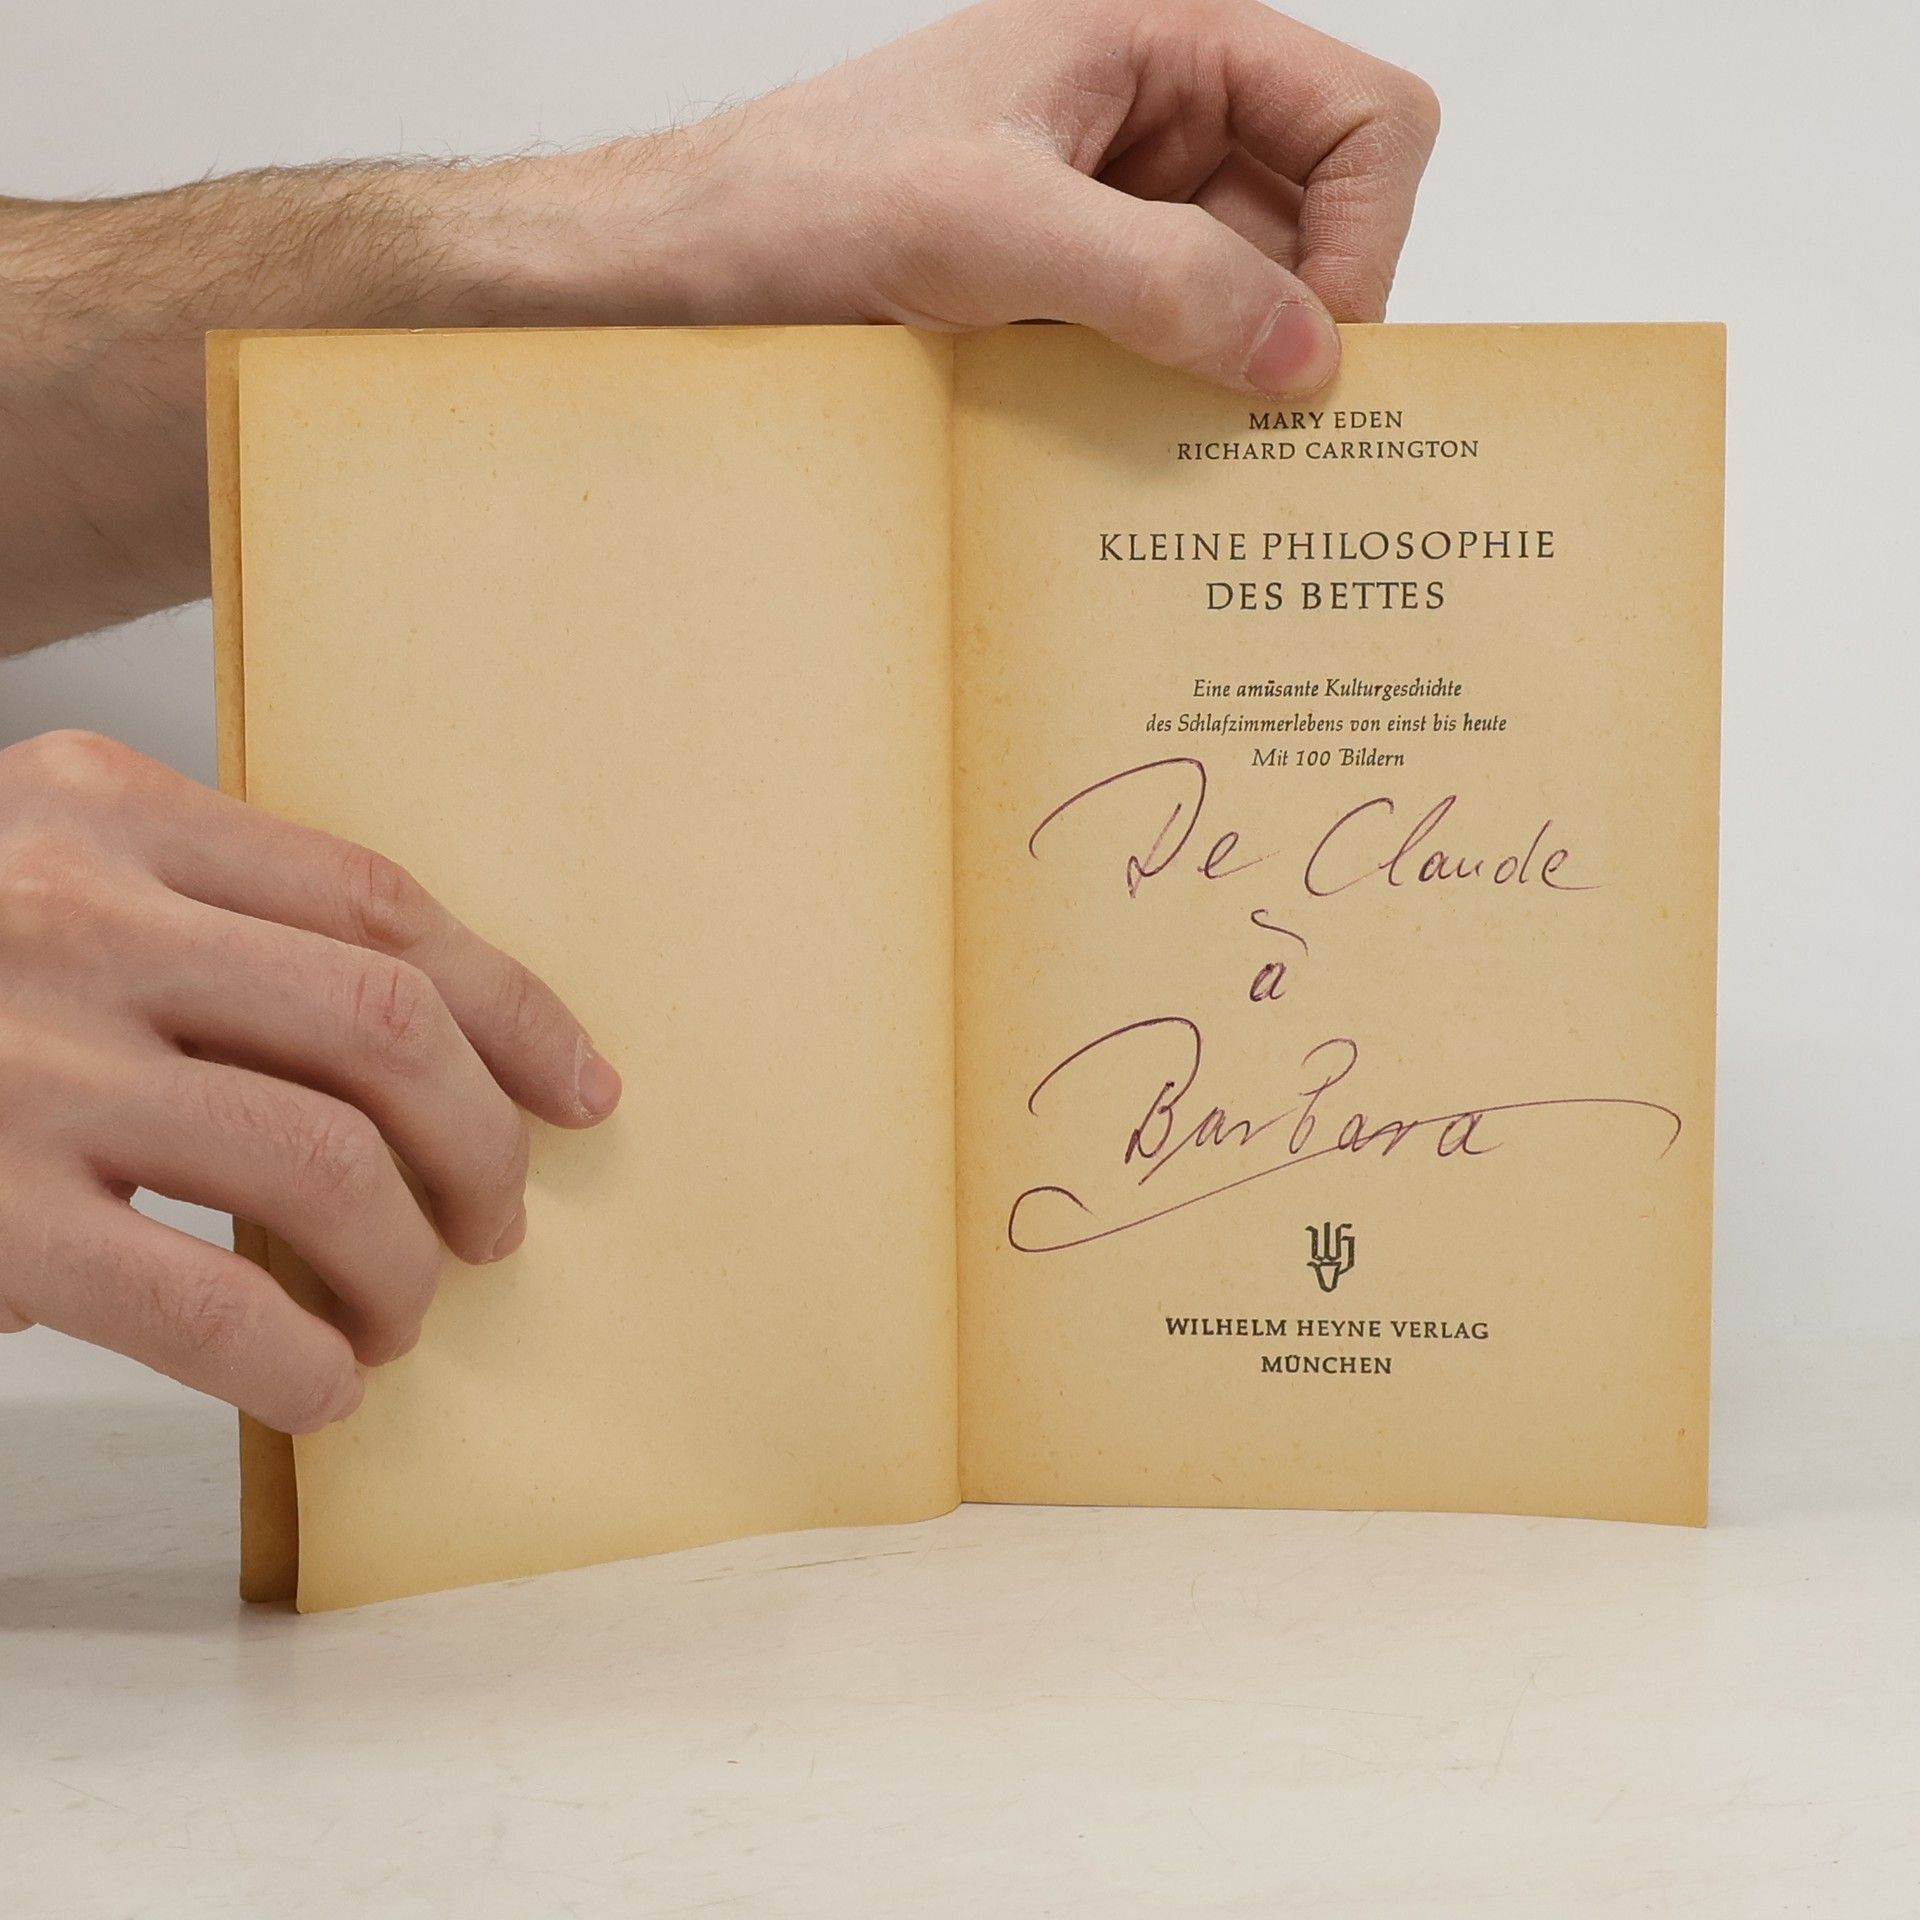 MARY EDEN
RICHARD CARRINGTON
KLEINE PHILOSOPHIE
DES BETTES
Eine amüsante Kulturgeschichte
des Schlafzimmerlebens von einst bis heute
Mit 100 Bildern
De Claude
à
Barbara
WHV
WILHELM HEYNE VERLAG
MÜNCHEN